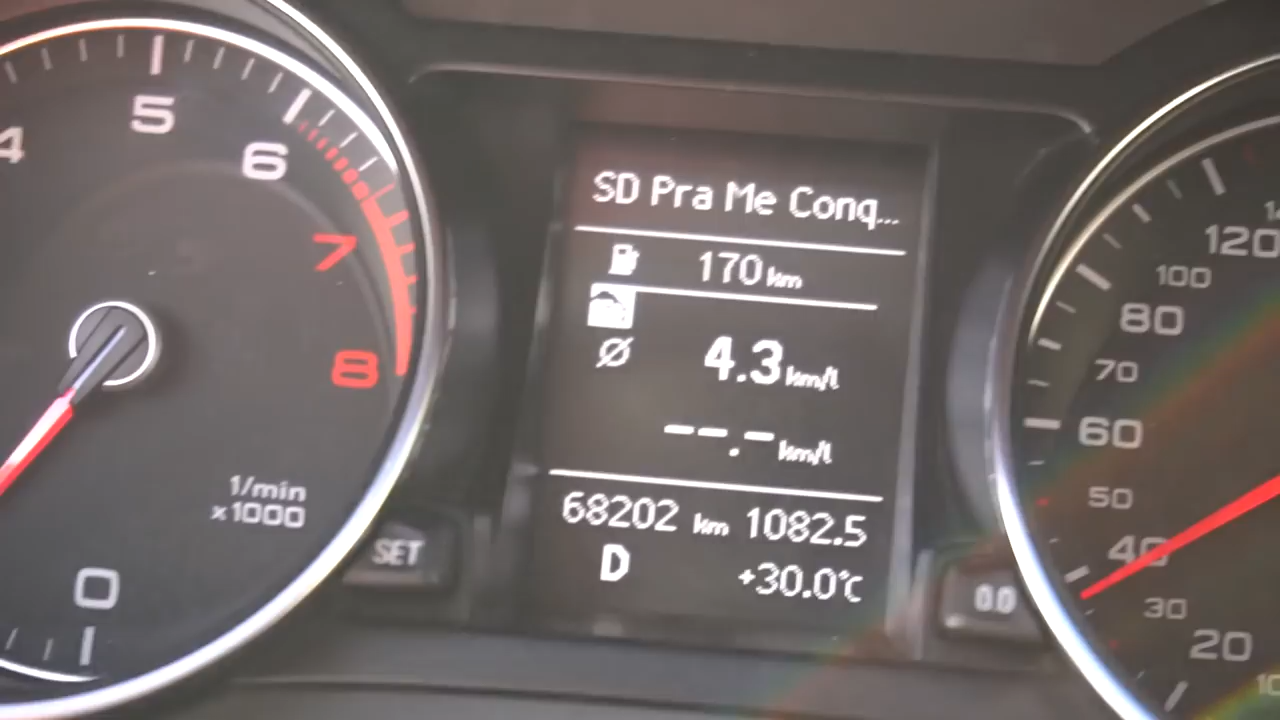 4
5
6
7
8
1/min
x1000
0
SET
SD Pra Me Conq...
170 km
Ø 4.3 km/l
--.- km/l
68202 km 1082.5
D +30.0°C
0.0
120
100
80
70
60
50
40
30
20
10